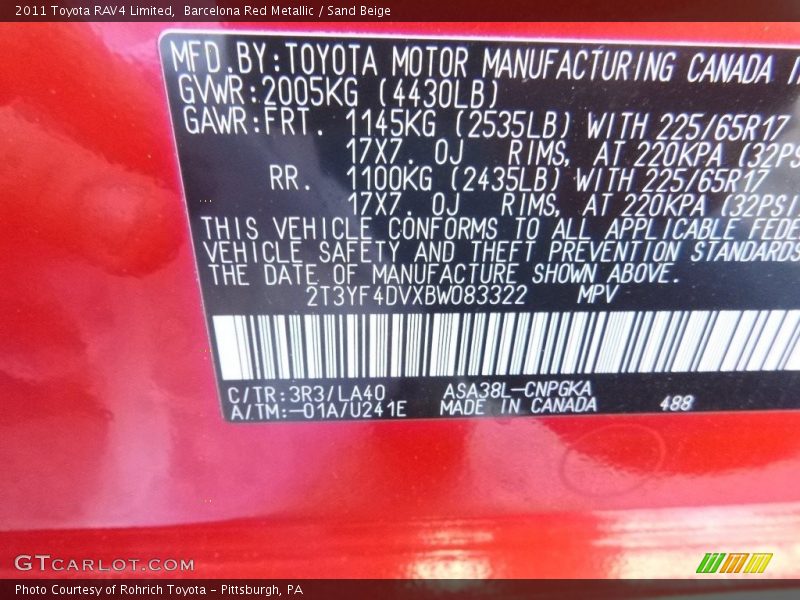 2011 Toyota RAV4 Limited,  Barcelona Red Metallic / Sand Beige
MFD.BY:TOYOTA MOTOR MANUFACTURING CANADA
GVWR:2005KG (4430LB)
GAWR:FRT. 1145KG (2535LB) WITH 225/65R17
17X7.0J RIMS, AT 220KPA (32PSI
RR. 1100KG (2435LB) WITH 225/65R17
17X7.0J RIMS, AT 220KPA (32PSI
THIS VEHICLE CONFORMS TO ALL APPLICABLE FEDE
VEHICLE SAFETY AND THEFT PREVENTION STANDARDS
THE DATE OF MANUFACTURE SHOWN ABOVE.
2T3YF4DVXBW083322 MPV
C/TR:3R3/LA40 ASA38L-CNPGKA
A/TM:-01A/U241E MADE IN CANADA 488
GTCARLOT.COM
Photo Courtesy of Rohrich Toyota - Pittsburgh, PA